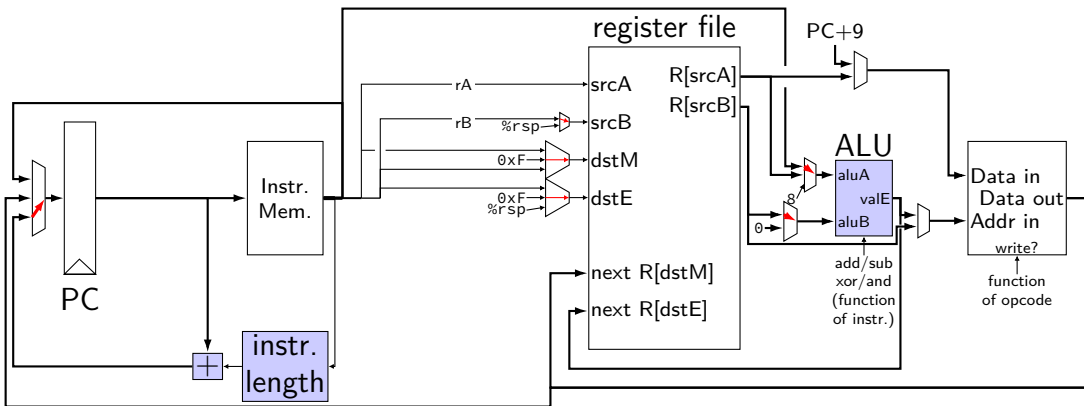 register file
PC+9
rA
srcA
R[srcA]
R[srcB]
rB
%rsp
srcB
ALU
0xF
dstM
Instr.
Mem.
aluA
valE
aluB
Data in
Data out
Addr in
write?
0xF
%rsp
dstE
8
0
add/sub
xor/and
(function
of instr.)
function
of opcode
next R[dstM]
PC
next R[dstE]
+
instr.
length